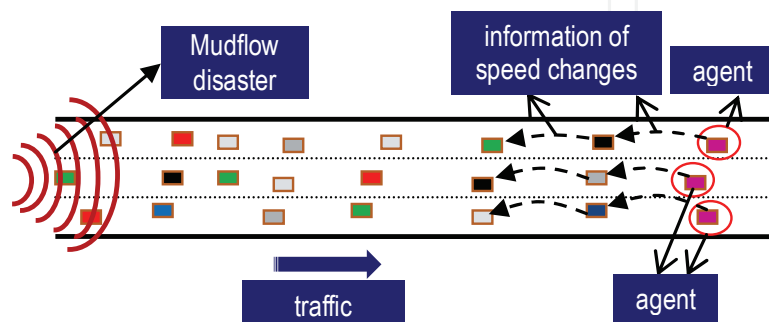 Mudflow
disaster
information of
speed changes
agent
traffic
agent